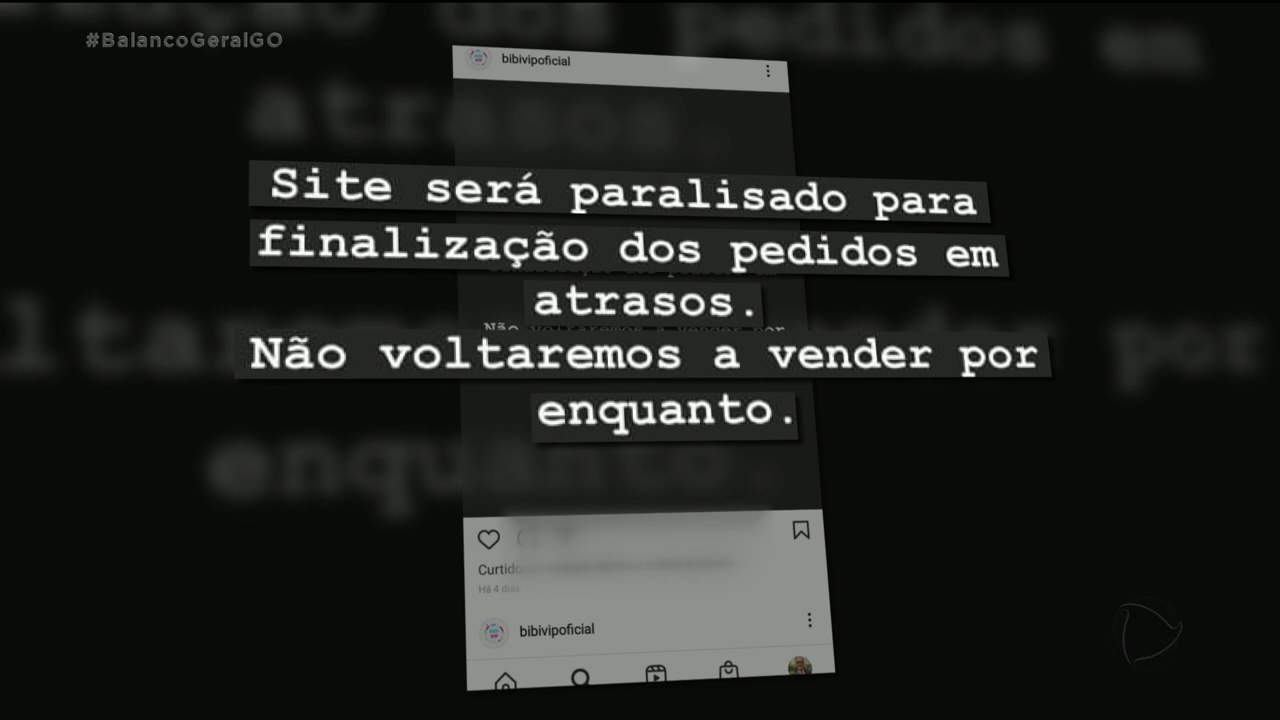 #BalancoGeralGO
bibivipoficial
Site será paralisado para
finalização dos pedidos em
atrasos.
Não voltaremos a vender por
enquanto.
Curtido
Há 4 dias
bibivipoficial